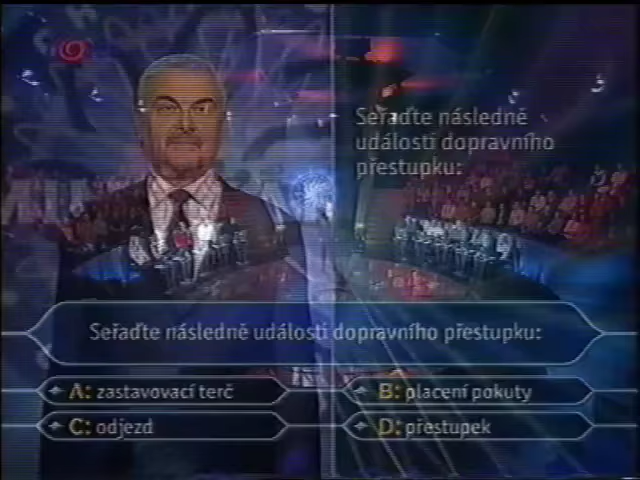 Seřaďte následně
události dopravního
přestupku:
Seřaďte následně události dopravního přestupku:
A: zastavovací terč
B: placení pokuty
C: odjezd
D: přestupek